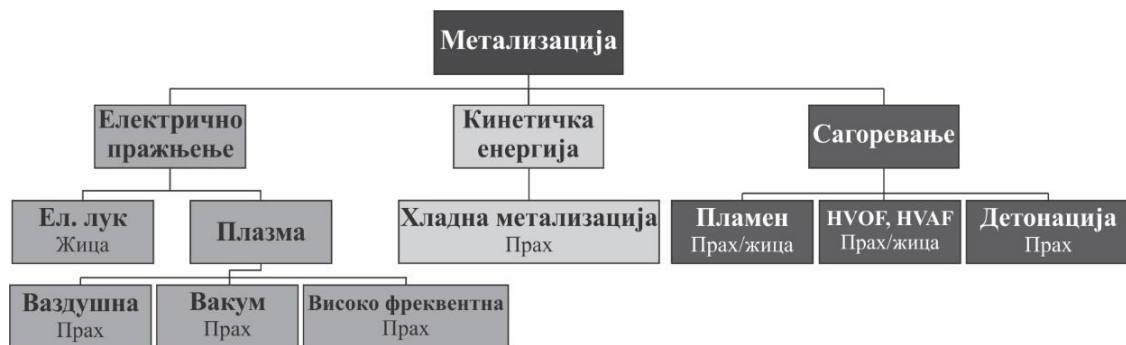 Метализација
Електрично
пражњење
Кинетичка
енергија
Сагоревање
Ел. лук
Жица
Плазма
Хладна метализација
Прах
Пламен
Прах/жица
HVOF, HVAF
Прах/жица
Детонација
Прах
Ваздушна
Прах
Вакум
Прах
Високо фреквентна
Прах